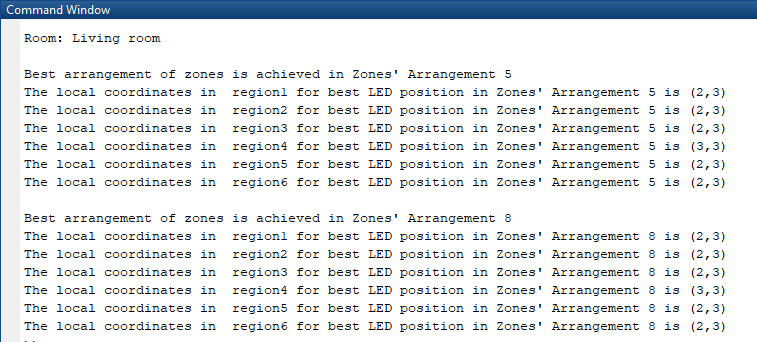 Command Window
Room: Living room
Best arrangement of zones is achieved in Zones' Arrangement 5
The local coordinates in  region1 for best LED position in Zones' Arrangement 5 is (2,3)
The local coordinates in  region2 for best LED position in Zones' Arrangement 5 is (2,3)
The local coordinates in  region3 for best LED position in Zones' Arrangement 5 is (2,3)
The local coordinates in  region4 for best LED position in Zones' Arrangement 5 is (3,3)
The local coordinates in  region5 for best LED position in Zones' Arrangement 5 is (2,3)
The local coordinates in  region6 for best LED position in Zones' Arrangement 5 is (2,3)
Best arrangement of zones is achieved in Zones' Arrangement 8
The local coordinates in  region1 for best LED position in Zones' Arrangement 8 is (2,3)
The local coordinates in  region2 for best LED position in Zones' Arrangement 8 is (2,3)
The local coordinates in  region3 for best LED position in Zones' Arrangement 8 is (2,3)
The local coordinates in  region4 for best LED position in Zones' Arrangement 8 is (3,3)
The local coordinates in  region5 for best LED position in Zones' Arrangement 8 is (2,3)
The local coordinates in  region6 for best LED position in Zones' Arrangement 8 is (2,3)